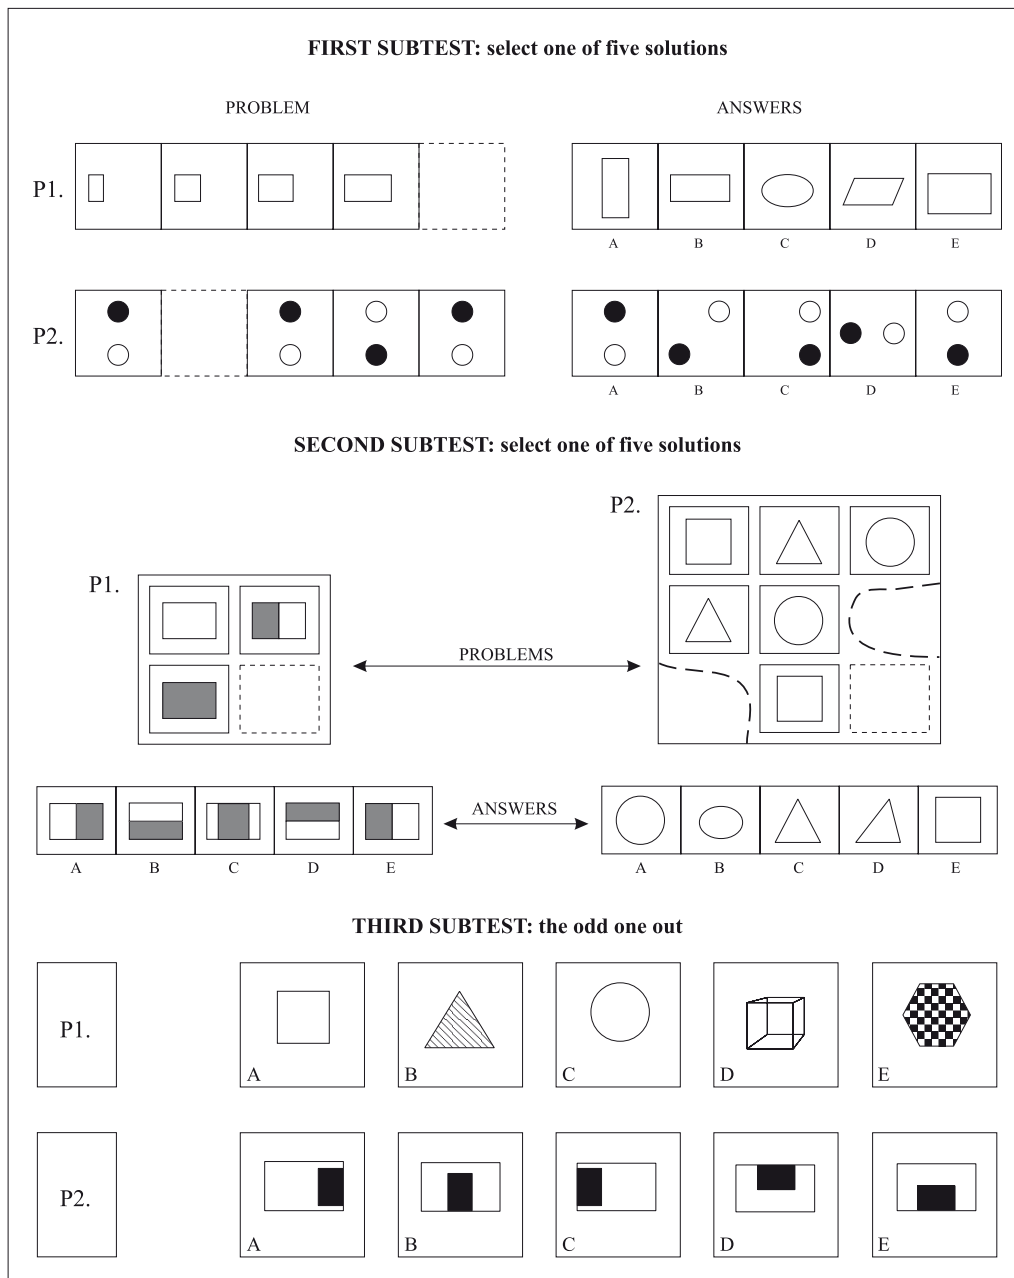 FIRST SUBTEST: select one of five solutions
PROBLEM
ANSWERS
P1.
A B C D E
P2.
A B C D E
SECOND SUBTEST: select one of five solutions
P2.
P1.
PROBLEMS
ANSWERS
A B C D E
A B C D E
THIRD SUBTEST: the odd one out
P1.
A B C D E
P2.
A B C D E